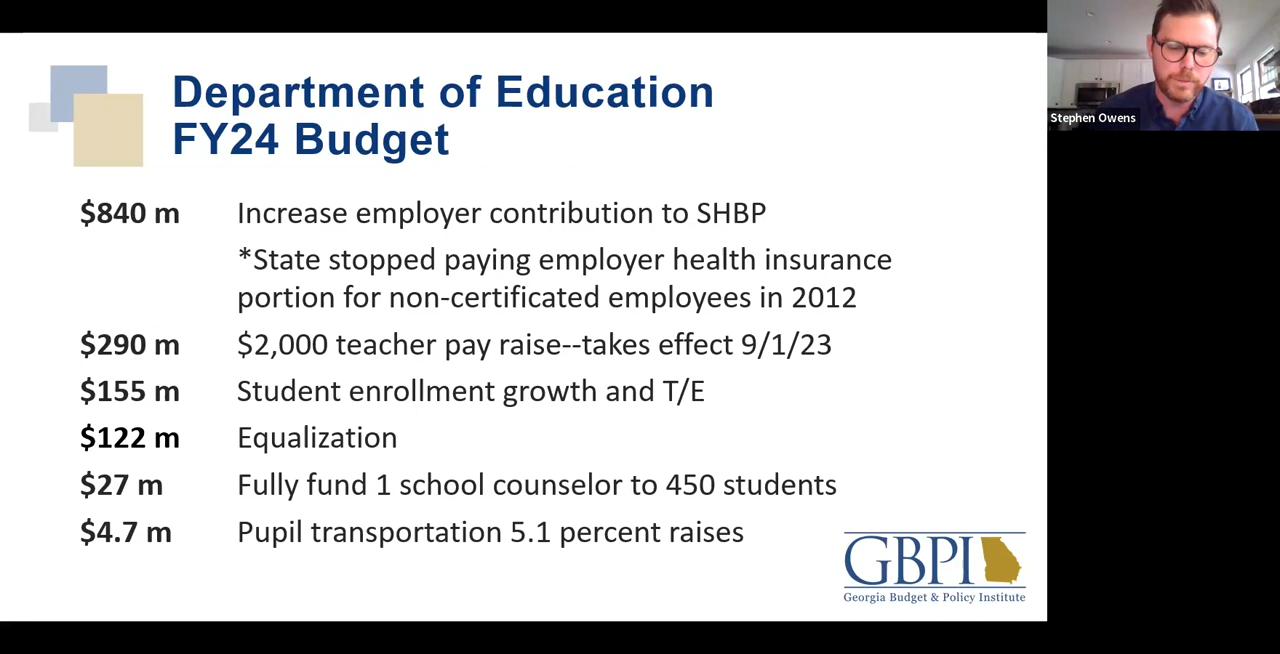 Department of Education
FY24 Budget
$840 m Increase employer contribution to SHBP
*State stopped paying employer health insurance
portion for non-certificated employees in 2012
$290 m $2,000 teacher pay raise--takes effect 9/1/23
$155 m Student enrollment growth and T/E
$122 m Equalization
$27 m Fully fund 1 school counselor to 450 students
$4.7 m Pupil transportation 5.1 percent raises
GBPI
Georgia Budget & Policy Institute
Stephen Owens